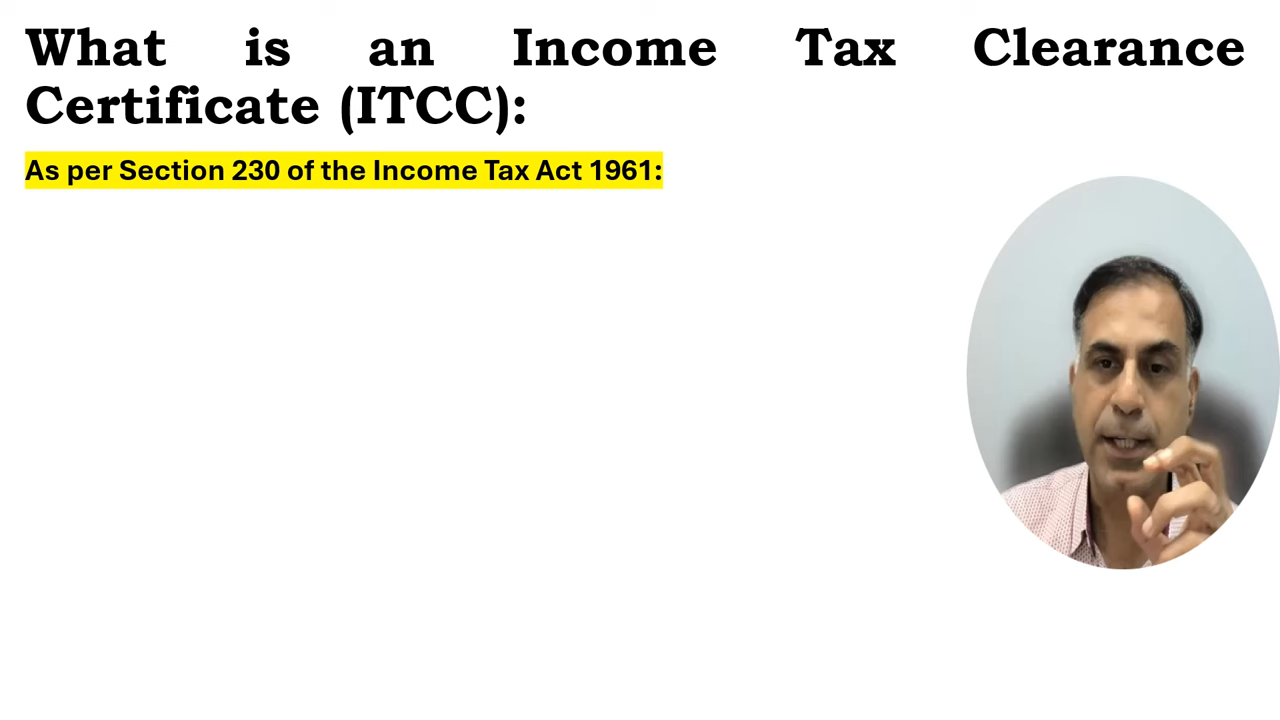 What is an Income Tax Clearance
Certificate (ITCC):
As per Section 230 of the Income Tax Act 1961: